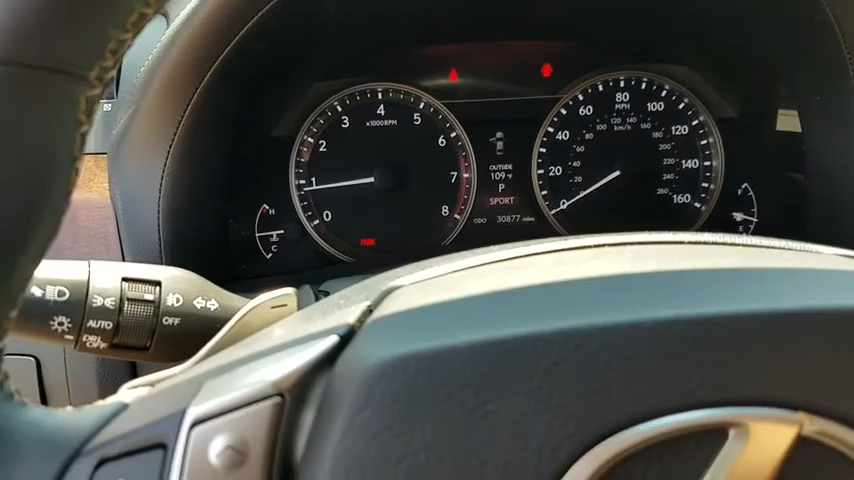 0
1
2
3
4
5
6
7
8
x1000RPM
PARK
H
C
OUTSIDE
109°F
P
SPORT
ODO 30877 miles
0
20
40
60
80
100
120
140
160
MPH
km/h
20
40
60
80
100
120
140
160
180
200
220
240
260
F
E
AUTO
DRL
OFF
OFF